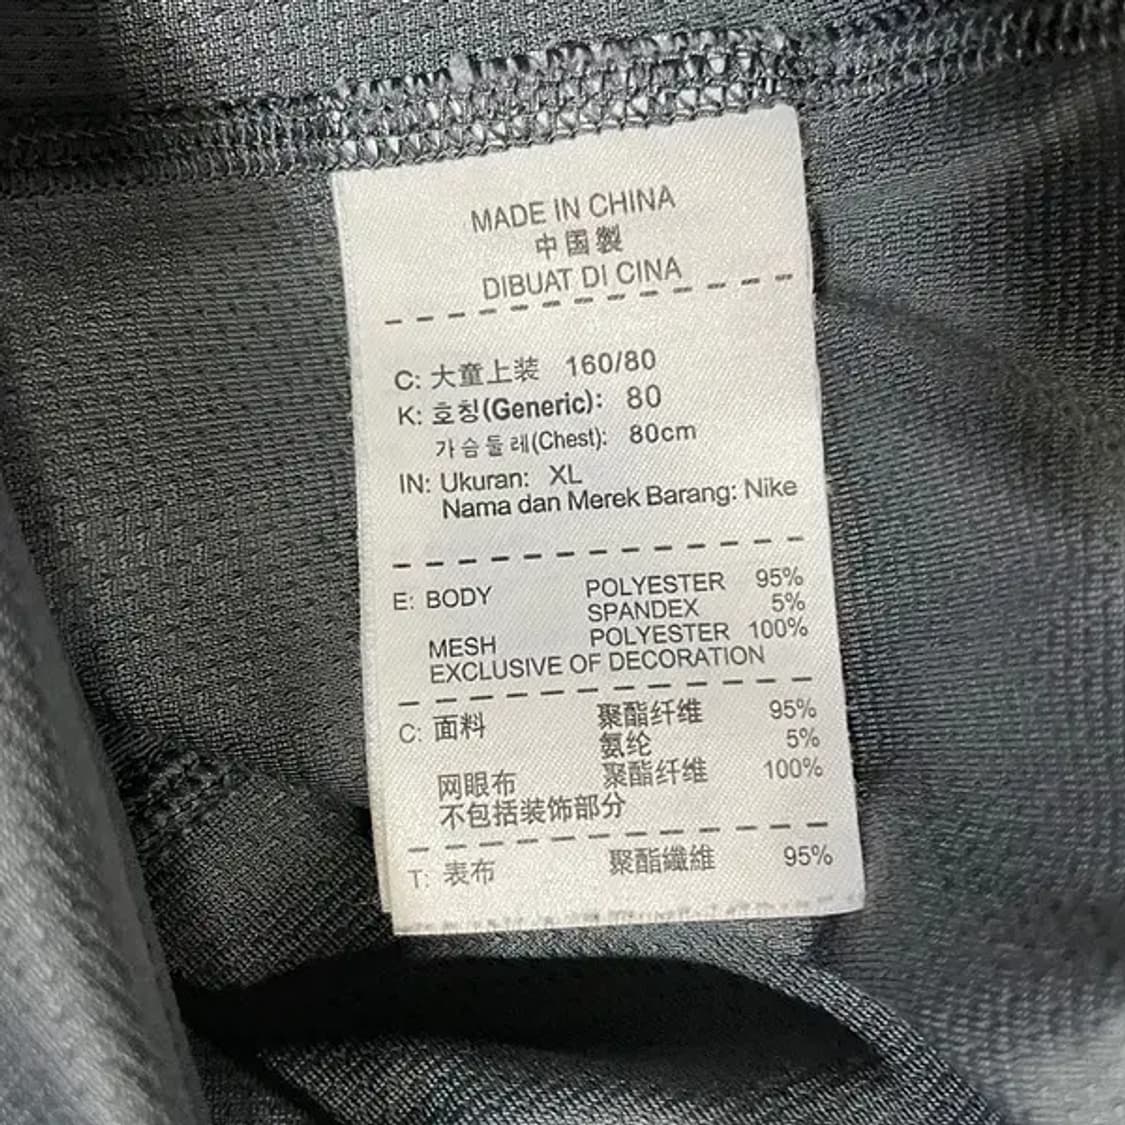 MADE IN CHINA
中国製
DIBUAT DI CINA
C: 大童上装 160/80
K: 호칭(Generic): 80
가슴둘레(Chest): 80cm
IN: Ukuran: XL
Nama dan Merek Barang: Nike
E: BODY POLYESTER 95%
SPANDEX 5%
MESH POLYESTER 100%
EXCLUSIVE OF DECORATION
C: 面料 聚酯纤维 95%
氨纶 5%
网眼布 聚酯纤维 100%
不包括装饰部分
T: 表布 聚酯纖維 95%